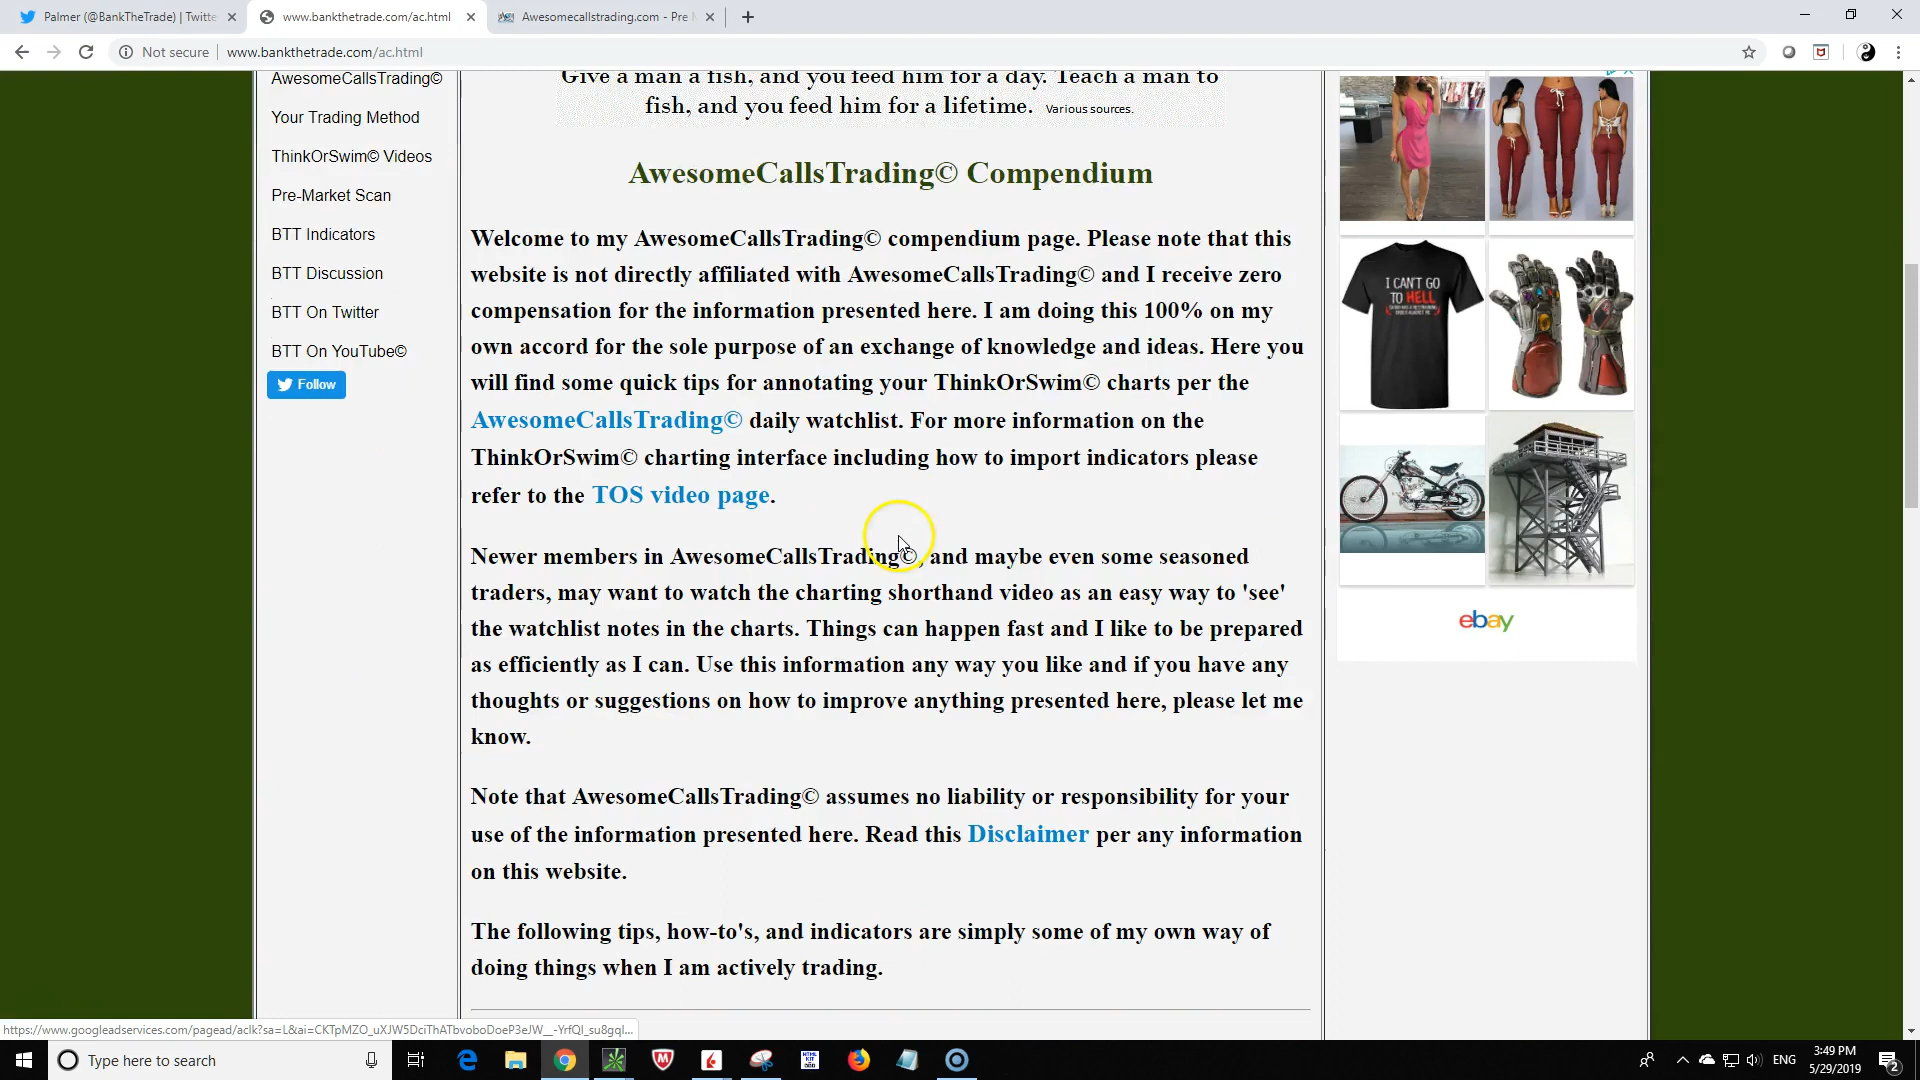 Palmer (@BankTheTrade) | Twitte
www.bankthetrade.com/ac.html
Awesomecallstrading.com - Pre M
Not secure
www.bankthetrade.com/ac.html
AwesomeCallsTrading©
Your Trading Method
ThinkOrSwim© Videos
Pre-Market Scan
BTT Indicators
BTT Discussion
BTT On Twitter
BTT On YouTube©
Follow
Give a man a fish, and you feed him for a day. Teach a man to
fish, and you feed him for a lifetime. Various sources.
AwesomeCallsTrading© Compendium
Welcome to my AwesomeCallsTrading© compendium page. Please note that this
website is not directly affiliated with AwesomeCallsTrading© and I receive zero
compensation for the information presented here. I am doing this 100% on my
own accord for the sole purpose of an exchange of knowledge and ideas. Here you
will find some quick tips for annotating your ThinkOrSwim© charts per the
AwesomeCallsTrading© daily watchlist. For more information on the
ThinkOrSwim© charting interface including how to import indicators please
refer to the TOS video page.
Newer members in AwesomeCallsTrading©, and maybe even some seasoned
traders, may want to watch the charting shorthand video as an easy way to 'see'
the watchlist notes in the charts. Things can happen fast and I like to be prepared
as efficiently as I can. Use this information any way you like and if you have any
thoughts or suggestions on how to improve anything presented here, please let me
know.
Note that AwesomeCallsTrading© assumes no liability or responsibility for your
use of the information presented here. Read this Disclaimer per any information
on this website.
The following tips, how-to's, and indicators are simply some of my own way of
doing things when I am actively trading.
I CAN'T GO
TO HELL
ebay
Type here to search
ENG
3:49 PM
5/29/2019
2